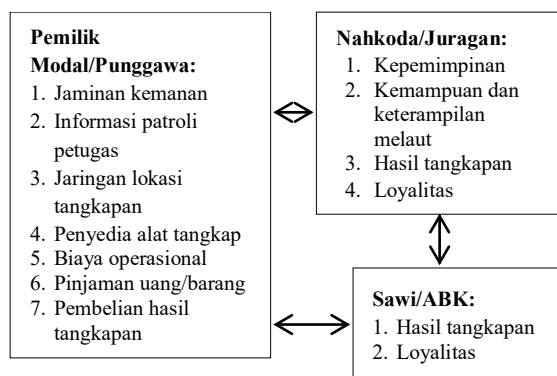 Pemilik
Modal/Punggawa:
1. Jaminan kemanan
2. Informasi patroli
petugas
3. Jaringan lokasi
tangkapan
4. Penyedia alat tangkap
5. Biaya operasional
6. Pinjaman uang/barang
7. Pembelian hasil
tangkapan
Nahkoda/Juragan:
1. Kepemimpinan
2. Kemampuan dan
keterampilan
melaut
3. Hasil tangkapan
4. Loyalitas
Sawi/ABK:
1. Hasil tangkapan
2. Loyalitas